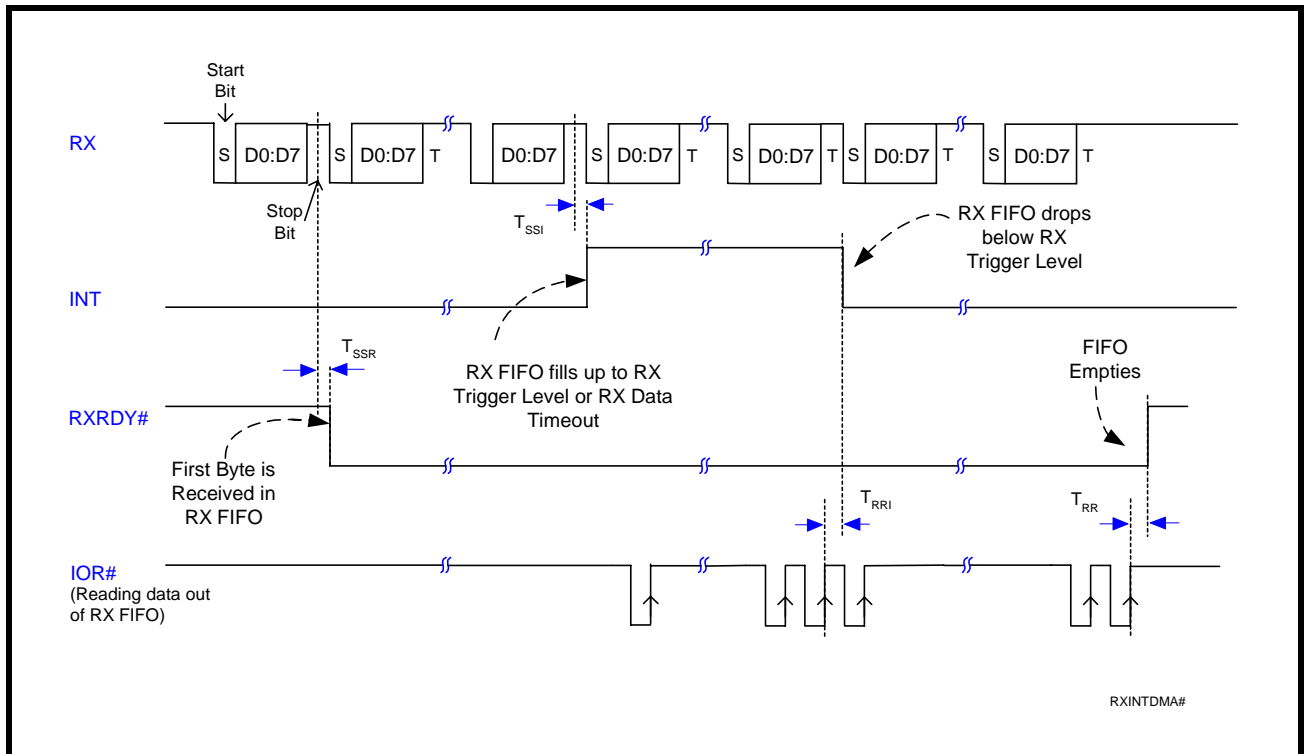 Start
Bit
RX
S D0:D7 S D0:D7 T D0:D7 S D0:D7 T S D0:D7 T S D0:D7 T S D0:D7 T
Stop
Bit
TSSI
RX FIFO drops
below RX
Trigger Level
INT
TSSR
RX FIFO fills up to RX
Trigger Level or RX Data
Timeout
FIFO
Empties
RXRDY#
First Byte is
Received in
RX FIFO
TRRI
TRR
IOR#
(Reading data out
of RX FIFO)
RXINTDMA#